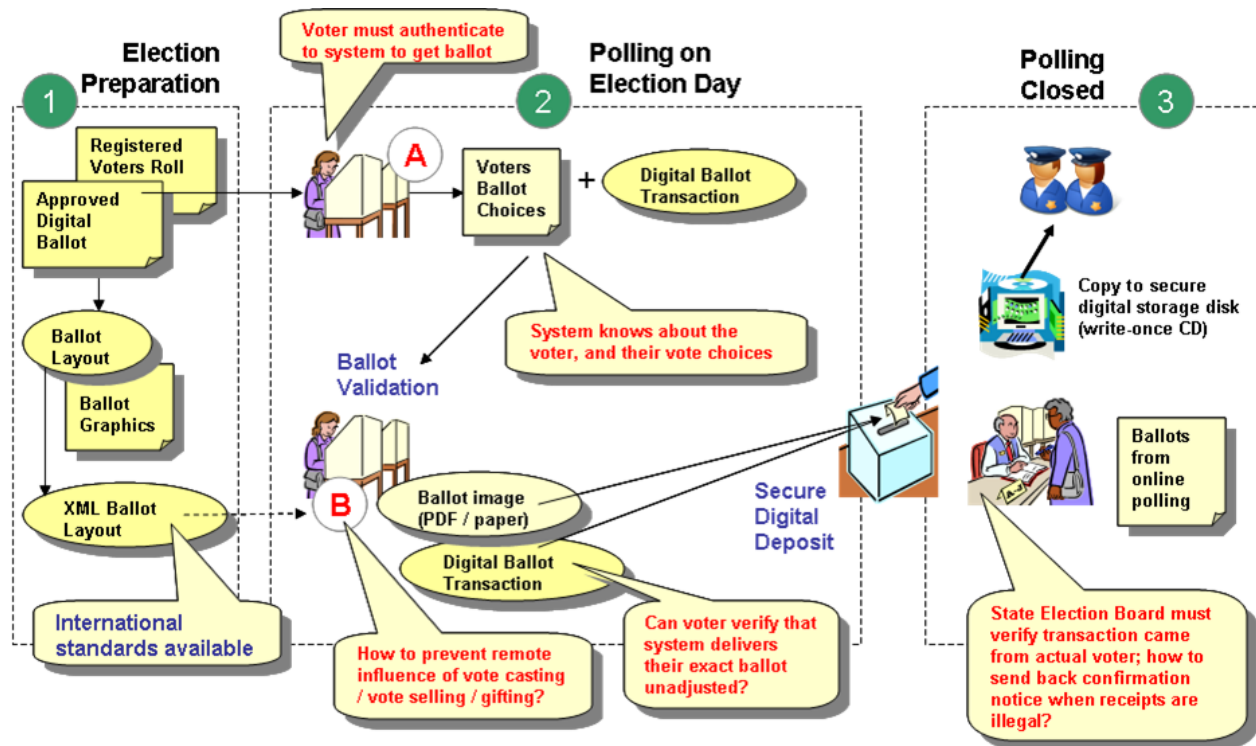 Election
Preparation
1
Registered
Voters Roll
Approved
Digital
Ballot
Ballot
Layout
Ballot
Graphics
XML Ballot
Layout
International
standards available
Voter must authenticate
to system to get ballot
Polling on
Election Day
2
A
Voters
Ballot
Choices
+
Digital Ballot
Transaction
System knows about the
voter, and their vote choices
Ballot
Validation
B
Ballot image
(PDF / paper)
Digital Ballot
Transaction
Secure
Digital
Deposit
How to prevent remote
influence of vote casting
/ vote selling / gifting?
Can voter verify that
system delivers
their exact ballot
unadjusted?
Polling
Closed
3
Copy to secure
digital storage disk
(write-once CD)
A-J
Ballots
from
online
polling
State Election Board must
verify transaction came
from actual voter; how to
send back confirmation
notice when receipts are
illegal?